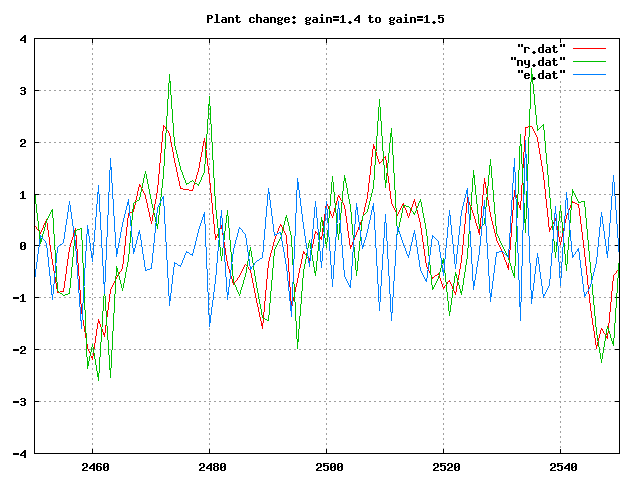 Plant change: gain=1.4 to gain=1.5
4
"r.dat"
"ny.dat"
"e.dat"
3
2
1
0
-1
-2
-3
-4
2460 2480 2500 2520 2540